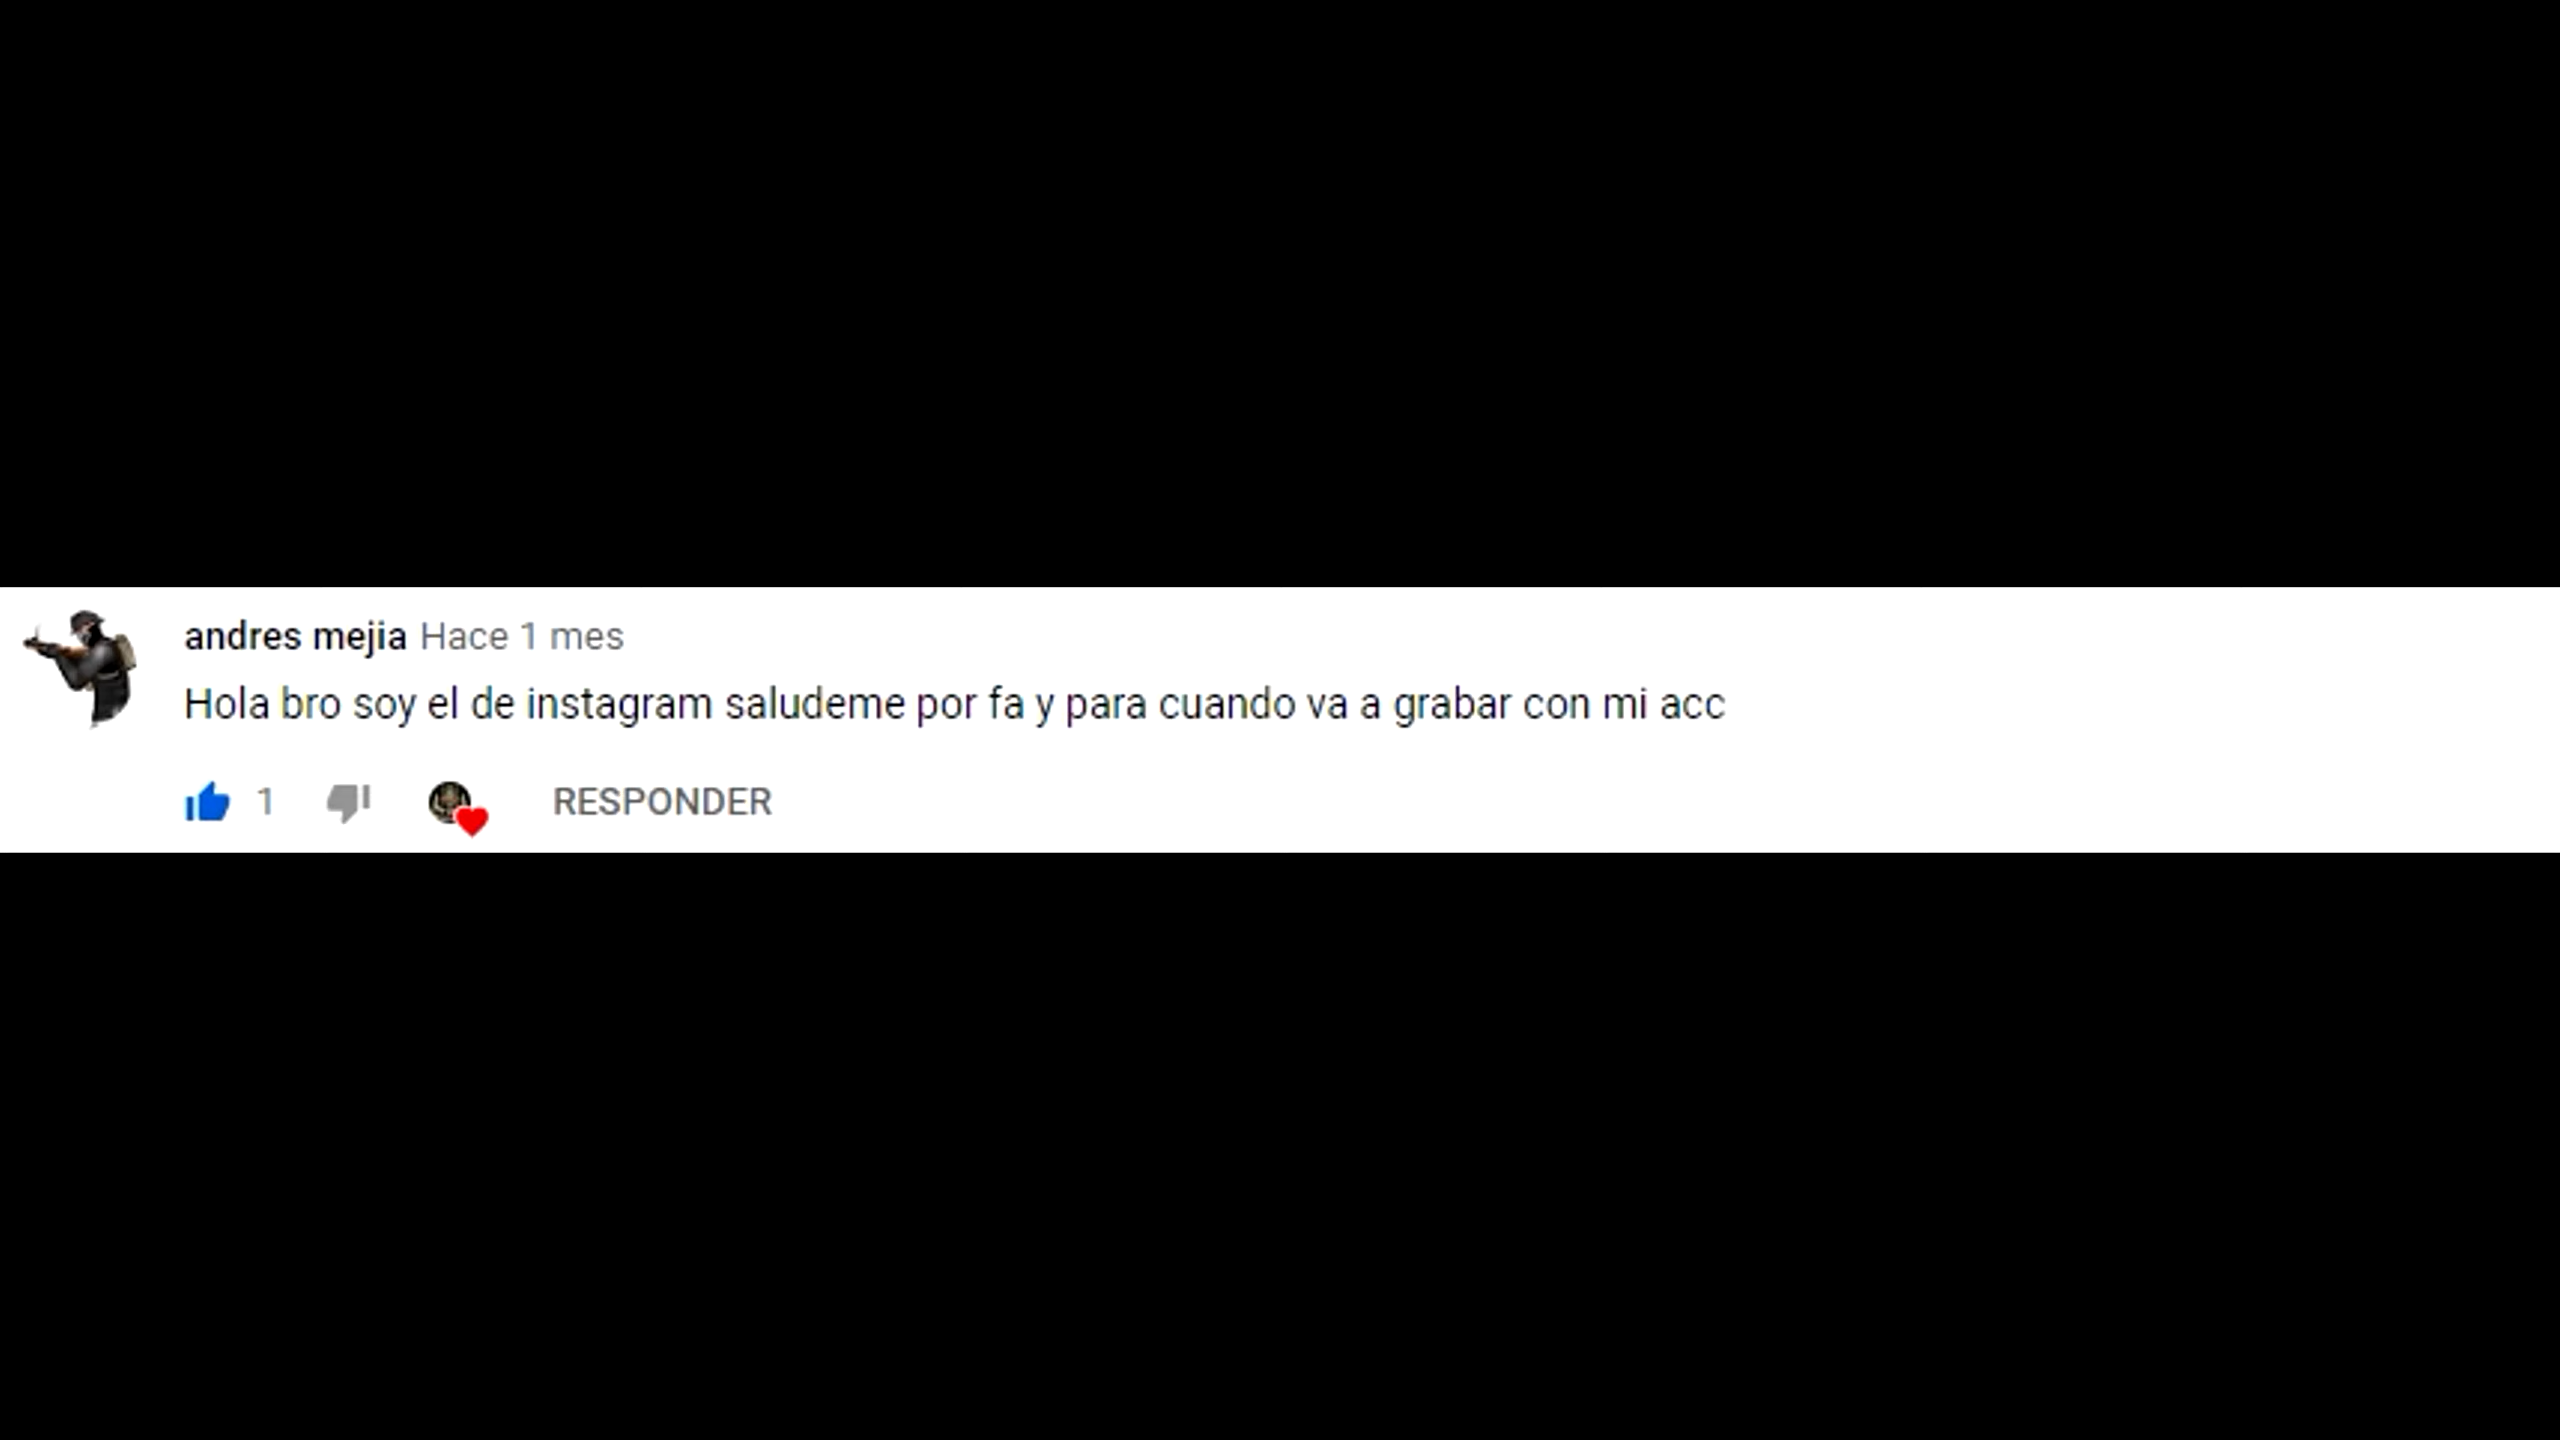 andres mejia Hace 1 mes
Hola bro soy el de instagram saludeme por fa y para cuando va a grabar con mi acc
1 RESPONDER